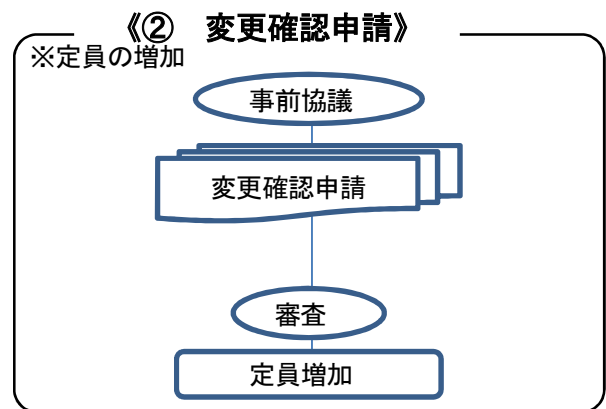 《② 変更確認申請》
※定員の増加
事前協議
変更確認申請
審査
定員増加